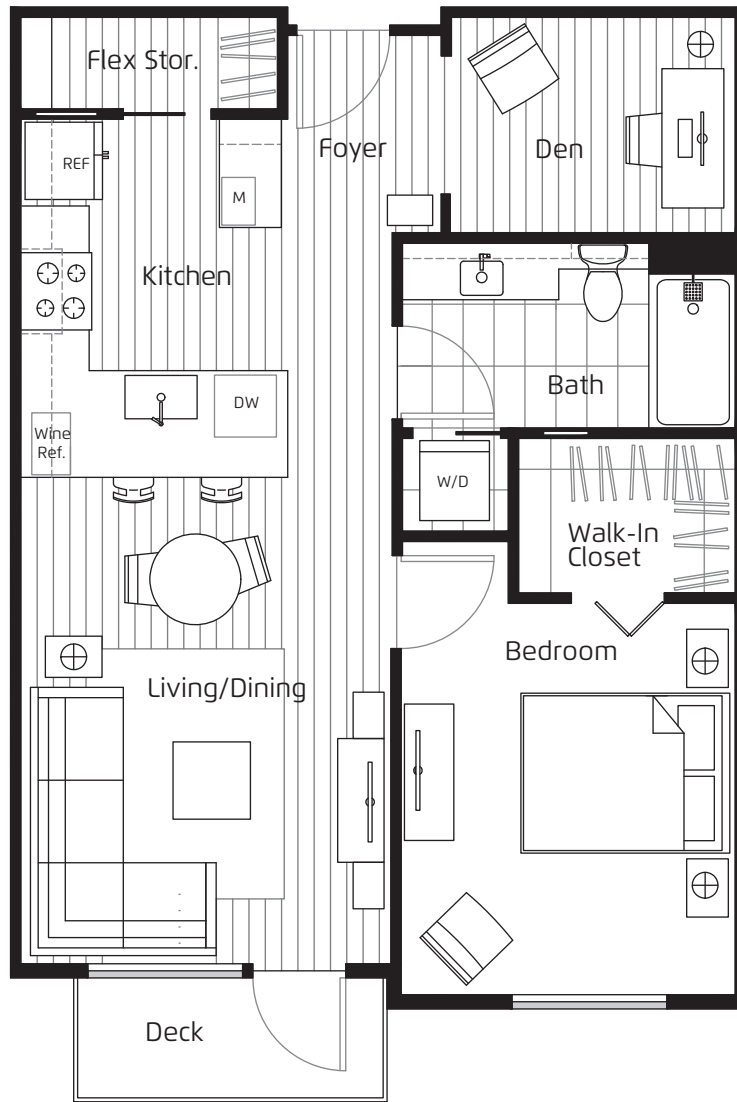 Flex Stor.
Foyer
Den
REF
M
Kitchen
Bath
DW
Wine
Ref.
W/D
Walk-In
Closet
Bedroom
Living/Dining
Deck